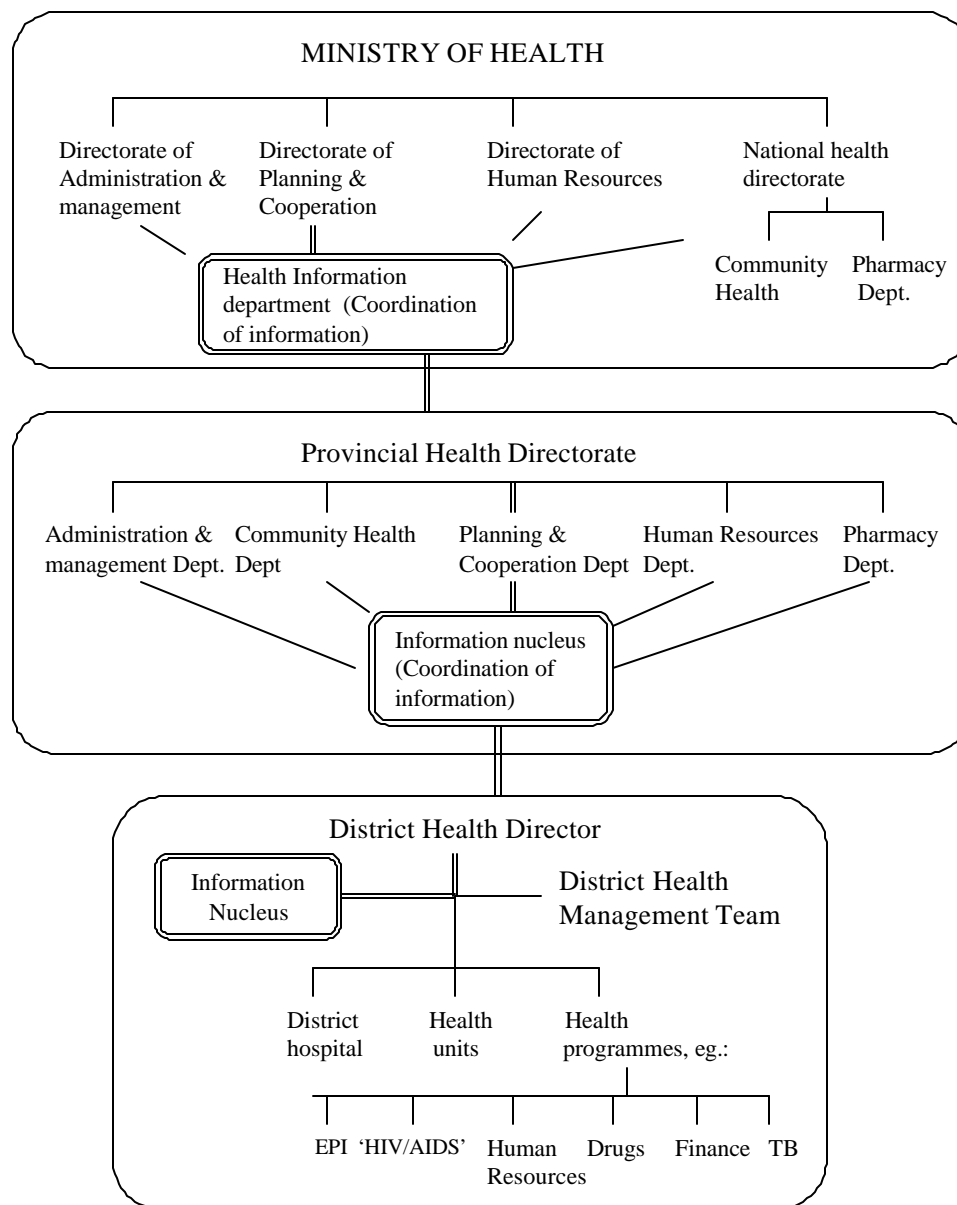 MINISTRY OF HEALTH
Directorate of
Administration &
management
Directorate of
Planning &
Cooperation
Directorate of
Human Resources
National health
directorate
Community
Health
Pharmacy
Dept.
Health Information
department (Coordination
of information)
Provincial Health Directorate
Administration &
management Dept.
Community Health
Dept
Planning &
Cooperation Dept
Human Resources
Dept.
Pharmacy
Dept.
Information nucleus
(Coordination of
information)
District Health Director
Information
Nucleus
District Health
Management Team
District
hospital
Health
units
Health
programmes, eg.:
EPI
‘HIV/AIDS’
Human
Resources
Drugs
Finance
TB